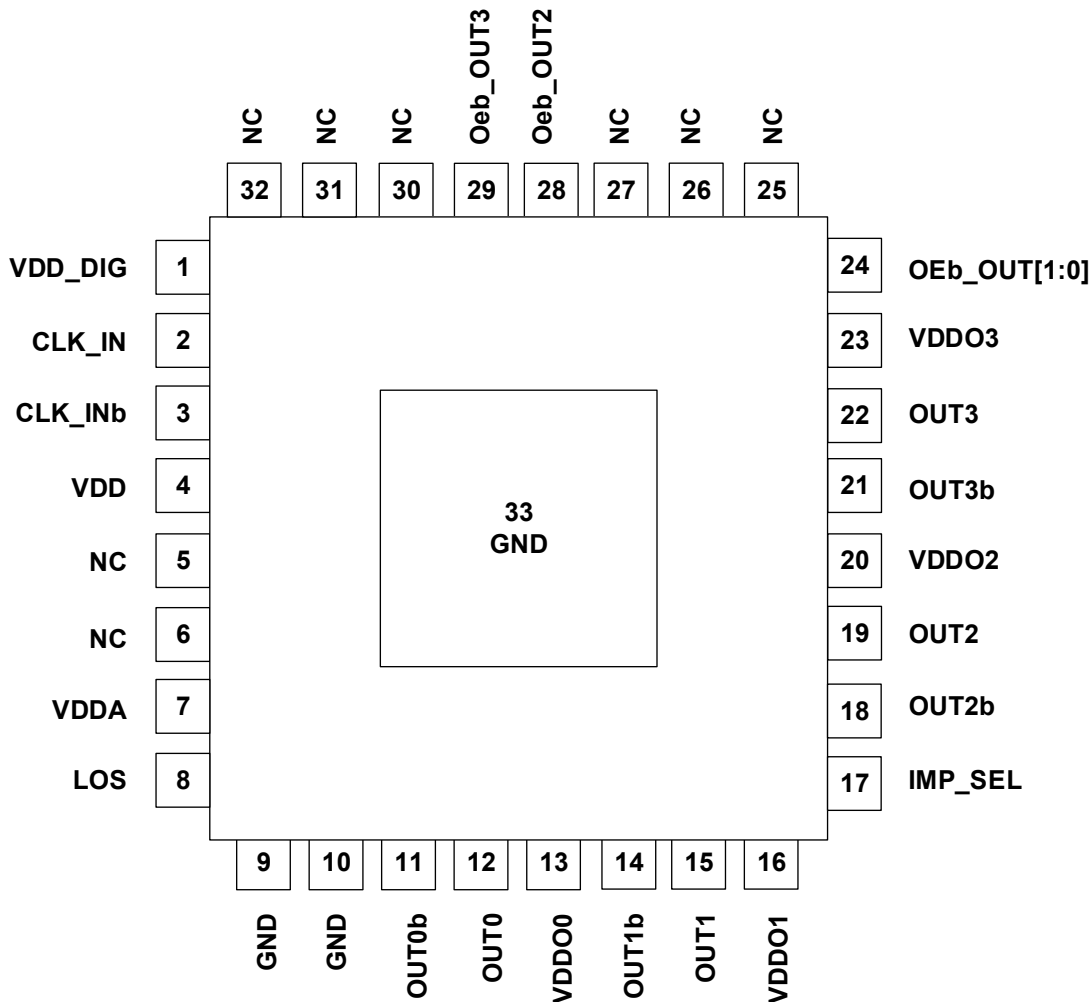 Oeb_OUT3
Oeb_OUT2
NC
NC
NC
NC
NC
NC
32
31
30
29
28
27
26
25
VDD_DIG 1
CLK_IN 2
CLK_INb 3
VDD 4
NC 5
NC 6
VDDA 7
LOS 8
33
GND
24 OEb_OUT[1:0]
23 VDDO3
22 OUT3
21 OUT3b
20 VDDO2
19 OUT2
18 OUT2b
17 IMP_SEL
9
10
11
12
13
14
15
16
GND
GND
OUT0b
OUT0
VDDO0
OUT1b
OUT1
VDDO1